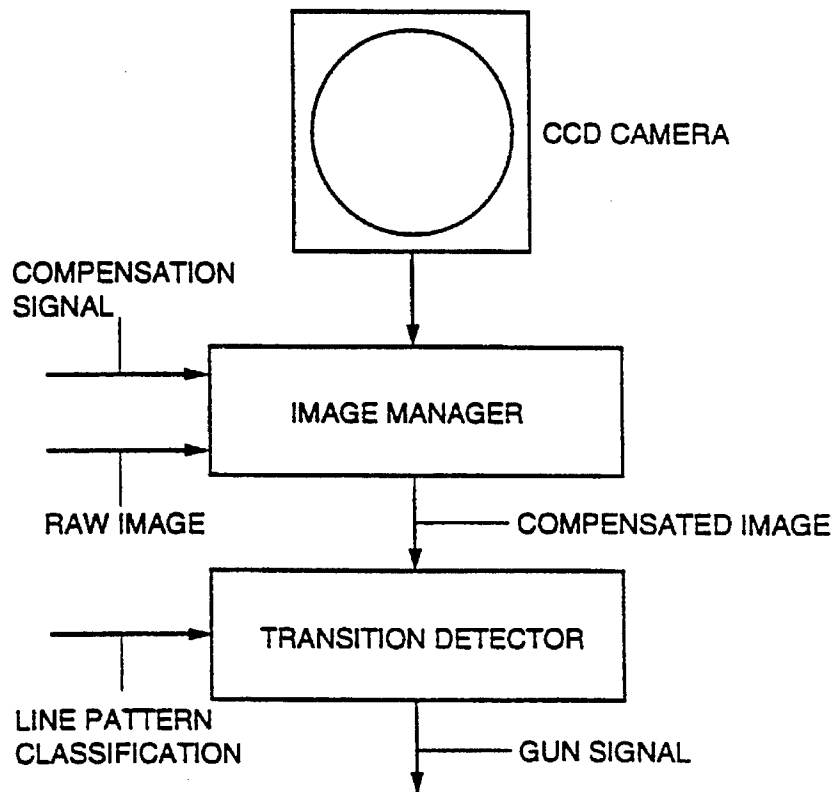 CCD CAMERA
COMPENSATION
SIGNAL
IMAGE MANAGER
RAW IMAGE
COMPENSATED IMAGE
TRANSITION DETECTOR
LINE PATTERN
CLASSIFICATION
GUN SIGNAL